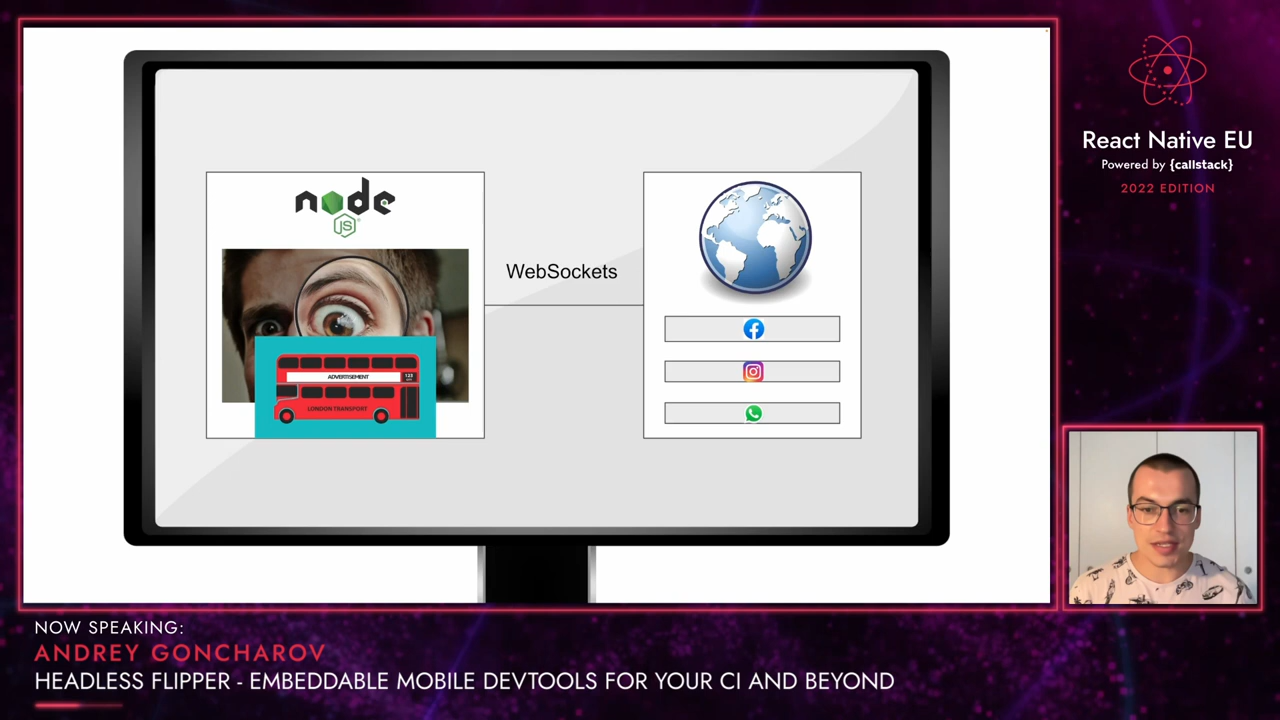 node
JS
WebSockets
ADVERTISEMENT
123
LONDON TRANSPORT
React Native EU
Powered by {callstack}
2022 EDITION
NOW SPEAKING:
ANDREY GONCHAROV
HEADLESS FLIPPER - EMBEDDABLE MOBILE DEVTOOLS FOR YOUR CI AND BEYOND